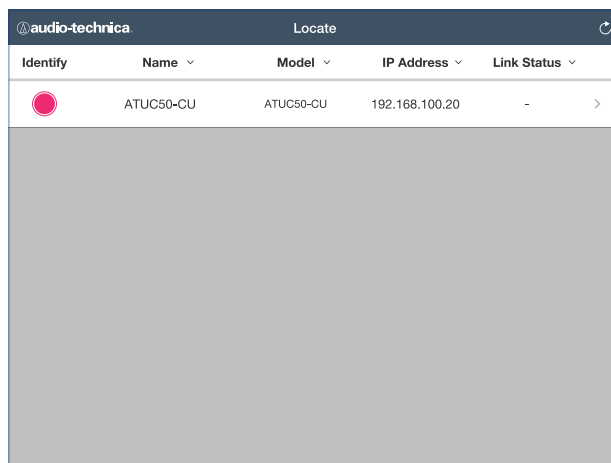 audio-technica. Locate
Identify Name Model IP Address Link Status
ATUC50-CU ATUC50-CU 192.168.100.20 -